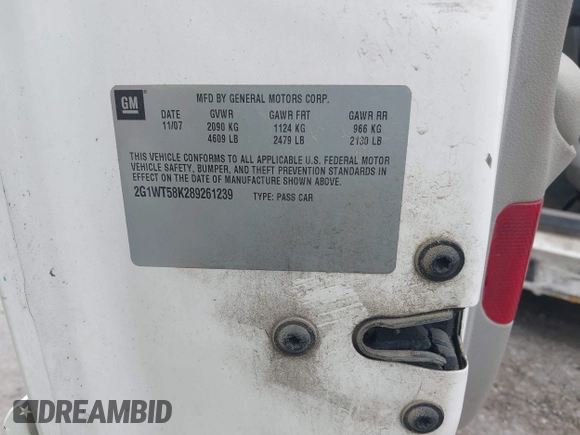 GM
MFD BY GENERAL MOTORS CORP.
DATE GVWR GAWR FRT GAWR RR
11/07 2090 KG 1124 KG 966 KG
4609 LB 2479 LB 2130 LB
THIS VEHICLE CONFORMS TO ALL APPLICABLE U.S. FEDERAL MOTOR
VEHICLE SAFETY, BUMPER, AND THEFT PREVENTION STANDARDS IN
EFFECT ON THE DATE OF MANUFACTURE SHOWN ABOVE.
2G1WT58K289261239 TYPE: PASS CAR
DREAMBID